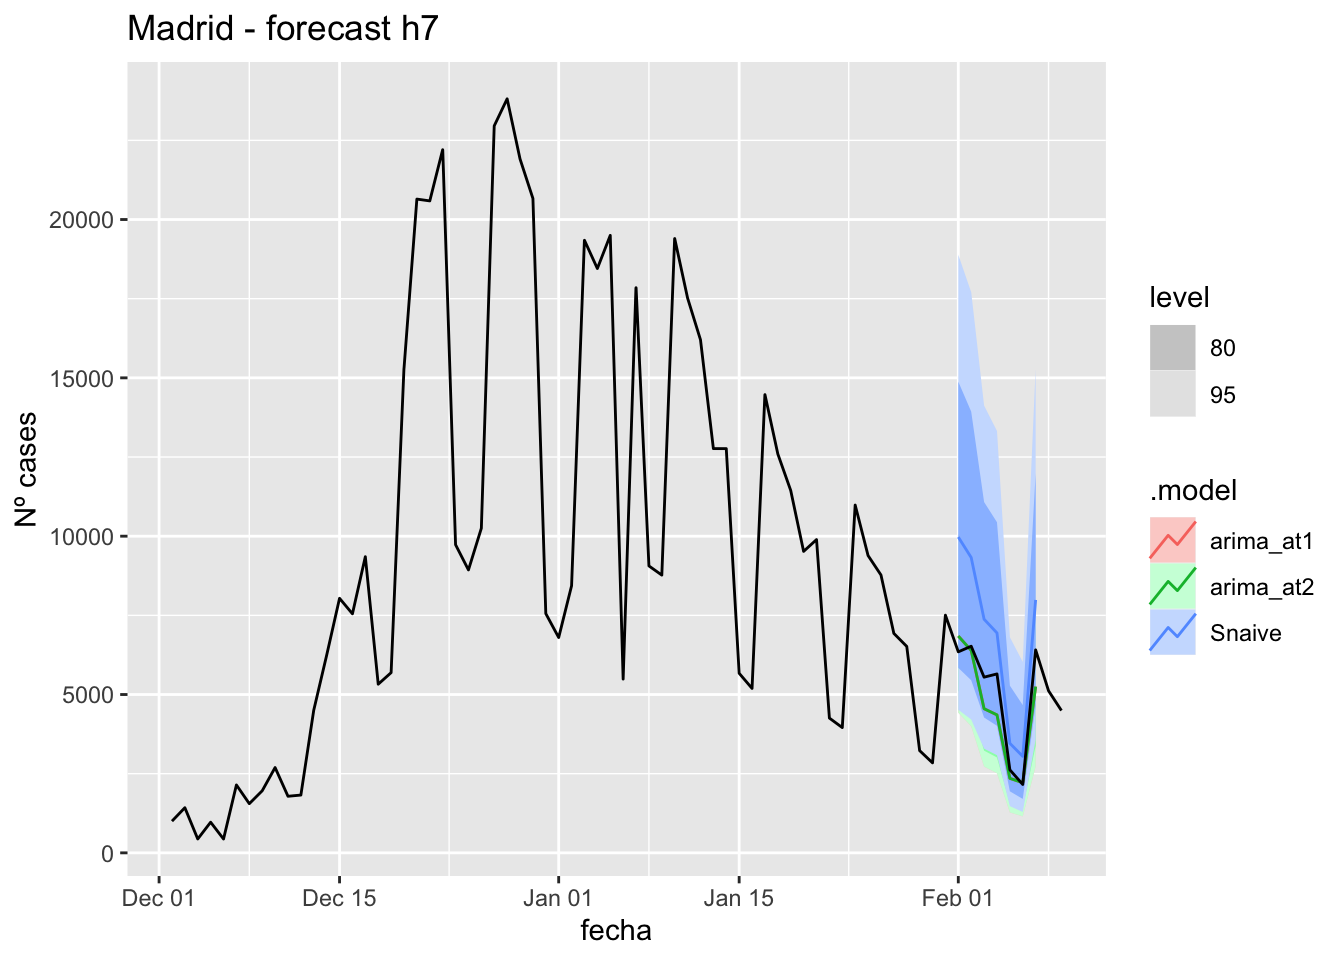 Madrid - forecast h7
Nº cases
20000
15000
10000
5000
0
Dec 01
Dec 15
Jan 01
Jan 15
Feb 01
fecha
level
80
95
.model
arima_at1
arima_at2
Snaive